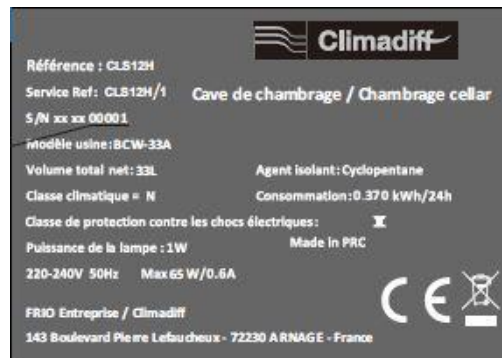 Climadiff
Référence : CLS12H
Service Ref: CLS12H/1
Cave de chambrage / Chambrage cellar
S/N xx xx 00001
Modèle usine:BCW-33A
Volume total net:33L
Agent isolant:Cyclopentane
Classe climatique = N
Consommation:0.370 kWh/24h
Classe de protection contre les chocs électriques: I
Puissance de la lampe :1W
Made in PRC
220-240V 50Hz Max 65 W/0.6A
CE
FRIO Entreprise / Climadiff
143 Boulevard Pierre Lefaucheux - 72230 ARNAGE - France